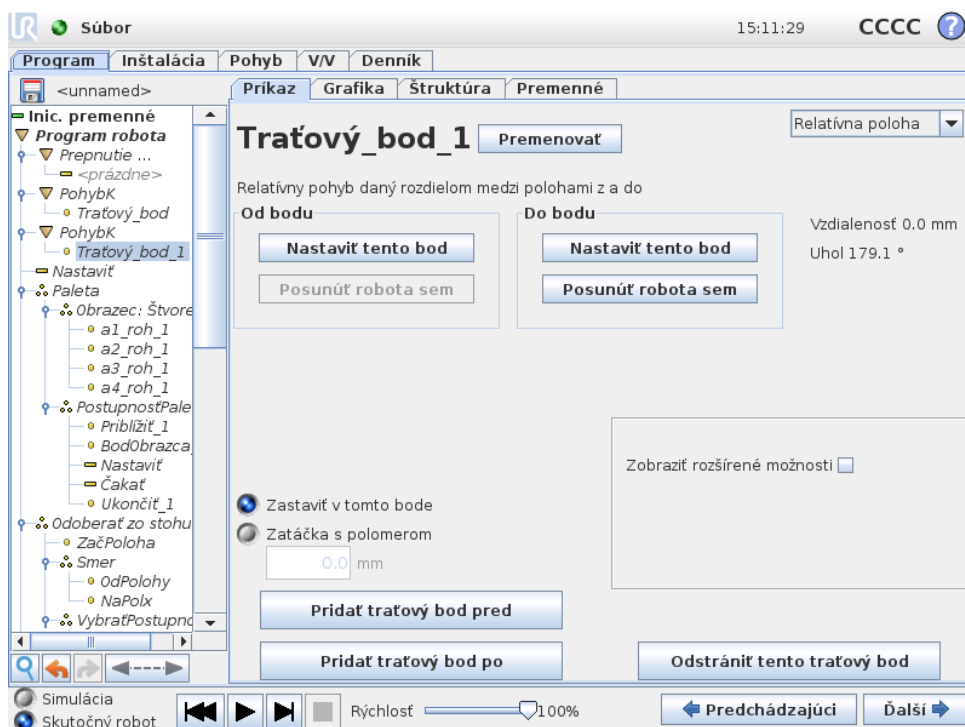 UR Súbor 15:11:29 CCCC ?
Program Inštalácia Pohyb V/V Denník
<unnamed>
Príkaz Grafika Štruktúra Premenné
Inic. premenné
Program robota
Prepnutie ...
<prázdne>
PohybK
Traťový_bod
PohybK
Traťový_bod_1
Nastaviť
Paleta
Obrazec: Štvore
a1_roh_1
a2_roh_1
a3_roh_1
a4_roh_1
PostupnosťPale
Priblížiť_1
BodObrazca
Nastaviť
Čakať
Ukončiť_1
Odoberať zo stohu
ZačPoloha
Smer
OdPolohy
NaPolx
VybraťPostupno
Traťový_bod_1 Premenovať
Relatívna poloha
Relatívny pohyb daný rozdielom medzi polohami z a do
Od bodu
Nastaviť tento bod
Posunúť robota sem
Do bodu
Nastaviť tento bod
Posunúť robota sem
Vzdialenosť 0.0 mm
Uhol 179.1 °
Zobraziť rozšírené možnosti
Zastaviť v tomto bode
Zatáčka s polomerom
0.0 mm
Pridať traťový bod pred
Pridať traťový bod po
Odstrániť tento traťový bod
Simulácia
Skutočný robot
Rýchlosť 100%
Predchádzajúci
Ďalší